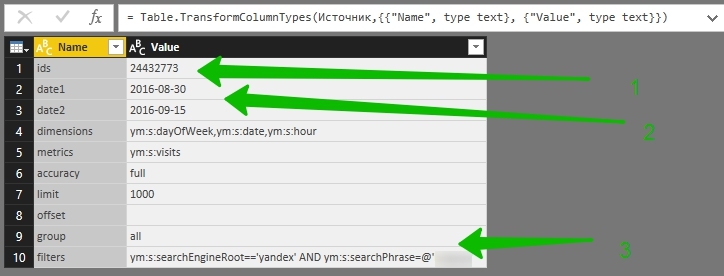 = Table.TransformColumnTypes(Источник,{{"Name", type text}, {"Value", type text}})
ABC Name ABC Value
1 ids 24432773
2 date1 2016-08-30
3 date2 2016-09-15
4 dimensions ym:s:dayOfWeek,ym:s:date,ym:s:hour
5 metrics ym:s:visits
6 accuracy full
7 limit 1000
8 offset
9 group all
10 filters ym:s:searchEngineRoot=='yandex' AND ym:s:searchPhrase=@'
1
2
3